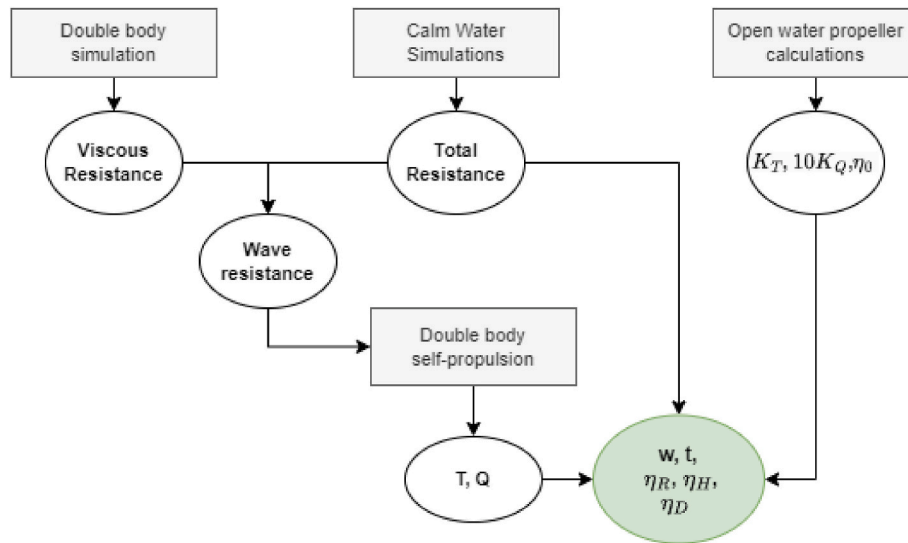 Double body
simulation
Calm Water
Simulations
Open water propeller
calculations
Viscous
Resistance
Total
Resistance
K_T, 10K_Q,η_0
Wave
resistance
Double body
self-propulsion
T, Q
w, t,
η_R, η_H,
η_D